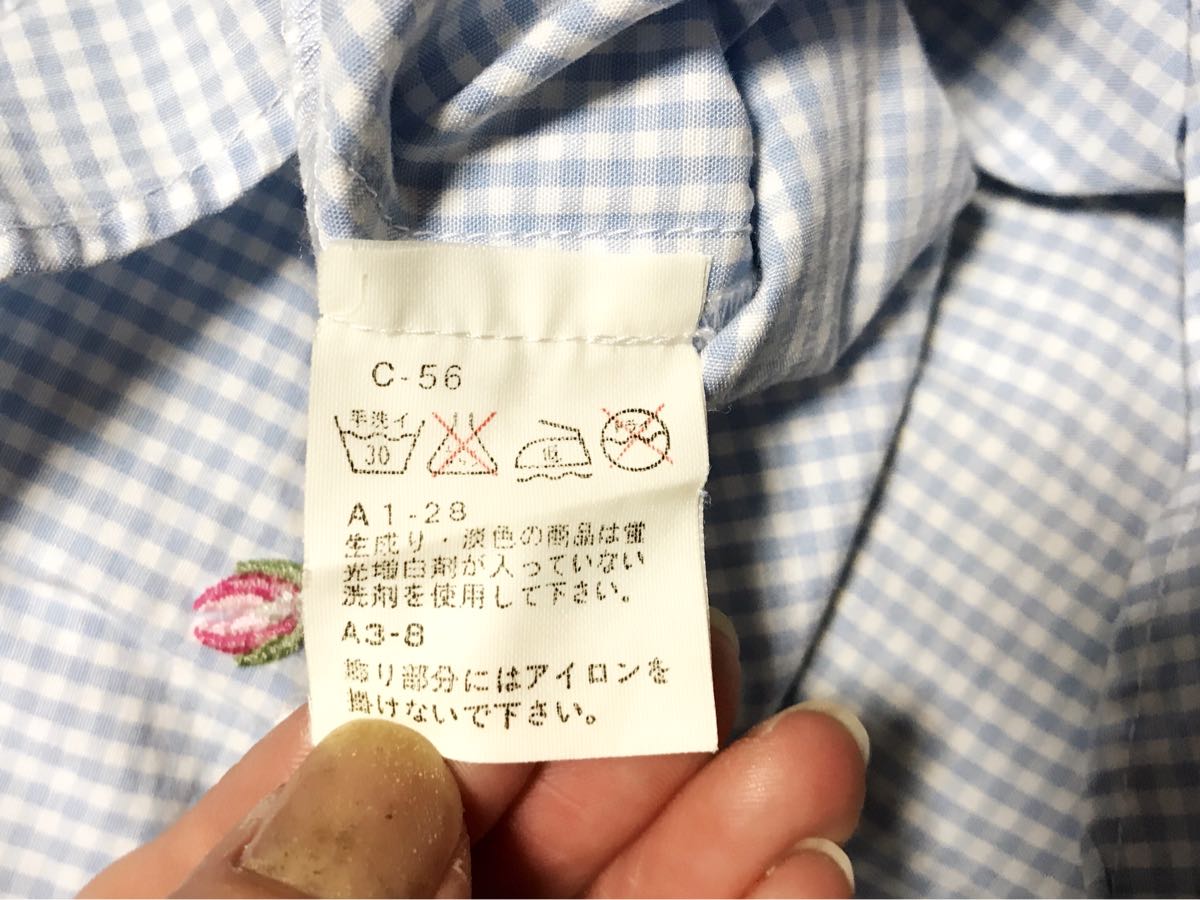 C-56
手洗イ
30
低
A1-28
生成り・淡色の商品は蛍
光増白剤が入っていない
洗剤を使用して下さい。
A3-8
飾り部分にはアイロンを
掛けないで下さい。